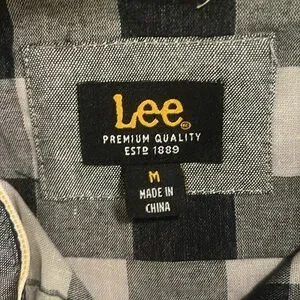 Lee
PREMIUM QUALITY
ESTD 1889
M
MADE IN
CHINA